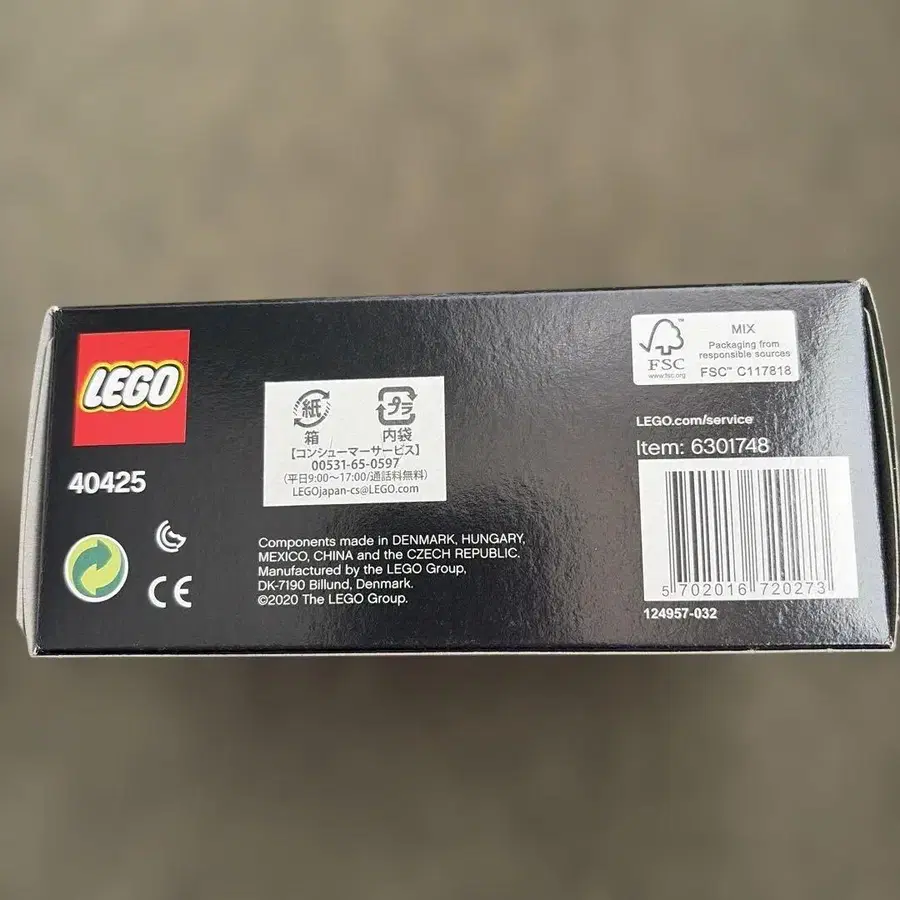 LEGO
40425
CE
紙
箱
プラ
内袋
【コンシューマーサービス】
00531-65-0597
(平日9:00～17:00/通話料無料)
LEGOjapan-cs@LEGO.com
Components made in DENMARK, HUNGARY,
MEXICO, CHINA and the CZECH REPUBLIC.
Manufactured by the LEGO Group,
DK-7190 Billund, Denmark.
©2020 The LEGO Group.
FSC
www.fsc.org
MIX
Packaging from
responsible sources
FSC™ C117818
LEGO.com/service
Item: 6301748
5 702016 720273
124957-032